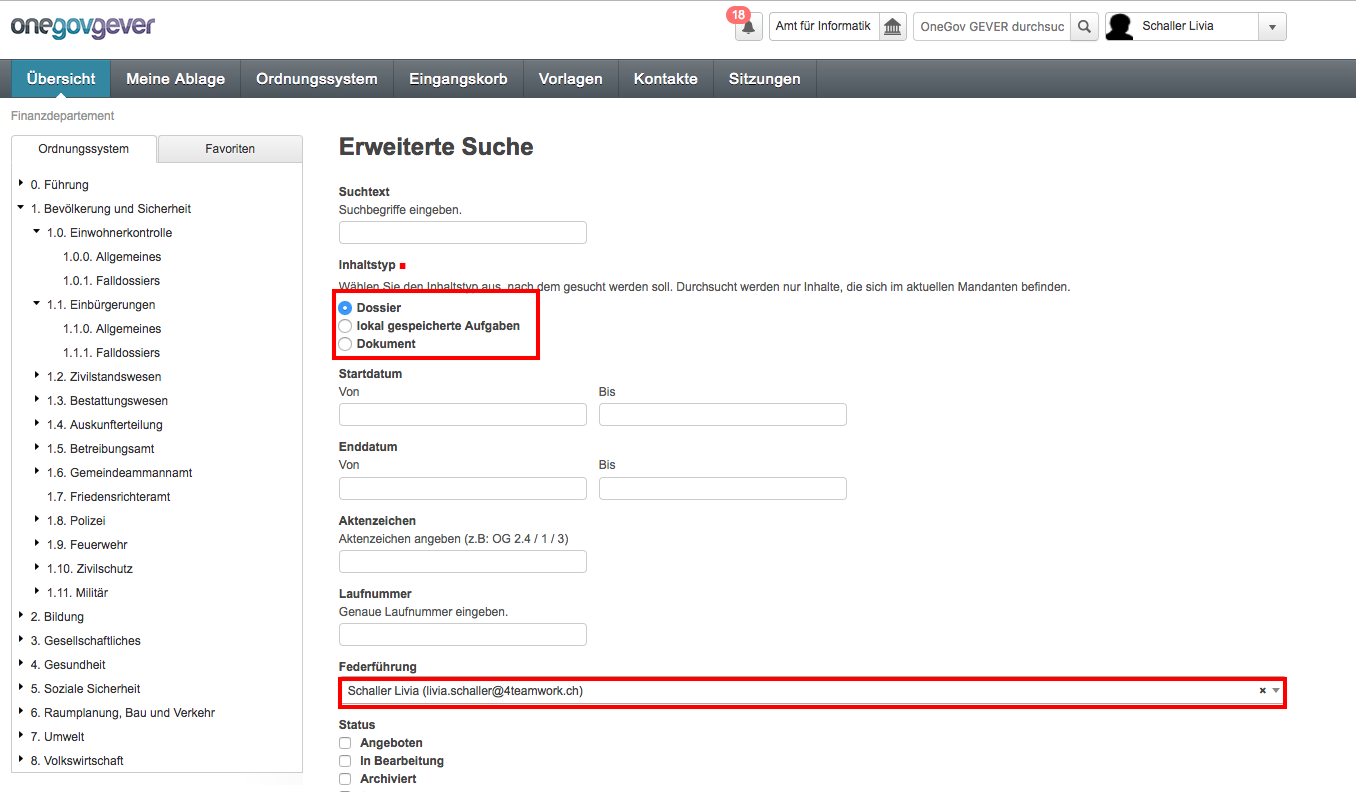 onegovgever
18
Amt für Informatik
OneGov GEVER durchsuc
Schaller Livia
Übersicht
Meine Ablage
Ordnungssystem
Eingangskorb
Vorlagen
Kontakte
Sitzungen
Finanzdepartement
Ordnungssystem
Favoriten
0. Führung
1. Bevölkerung und Sicherheit
1.0. Einwohnerkontrolle
1.0.0. Allgemeines
1.0.1. Falldossiers
1.1. Einbürgerungen
1.1.0. Allgemeines
1.1.1. Falldossiers
1.2. Zivilstandswesen
1.3. Bestattungswesen
1.4. Auskunfterteilung
1.5. Betreibungsamt
1.6. Gemeindeammannamt
1.7. Friedensrichteramt
1.8. Polizei
1.9. Feuerwehr
1.10. Zivilschutz
1.11. Militär
2. Bildung
3. Gesellschaftliches
4. Gesundheit
5. Soziale Sicherheit
6. Raumplanung, Bau und Verkehr
7. Umwelt
8. Volkswirtschaft
Erweiterte Suche
Suchtext
Suchbegriffe eingeben.
Inhaltstyp
Wählen Sie den Inhaltstyp aus, nach dem gesucht werden soll. Durchsucht werden nur Inhalte, die sich im aktuellen Mandanten befinden.
Dossier
lokal gespeicherte Aufgaben
Dokument
Startdatum
Von
Bis
Enddatum
Von
Bis
Aktenzeichen
Aktenzeichen angeben (z.B: OG 2.4 / 1 / 3)
Laufnummer
Genaue Laufnummer eingeben.
Federführung
Schaller Livia (livia.schaller@4teamwork.ch)
Status
Angeboten
In Bearbeitung
Archiviert